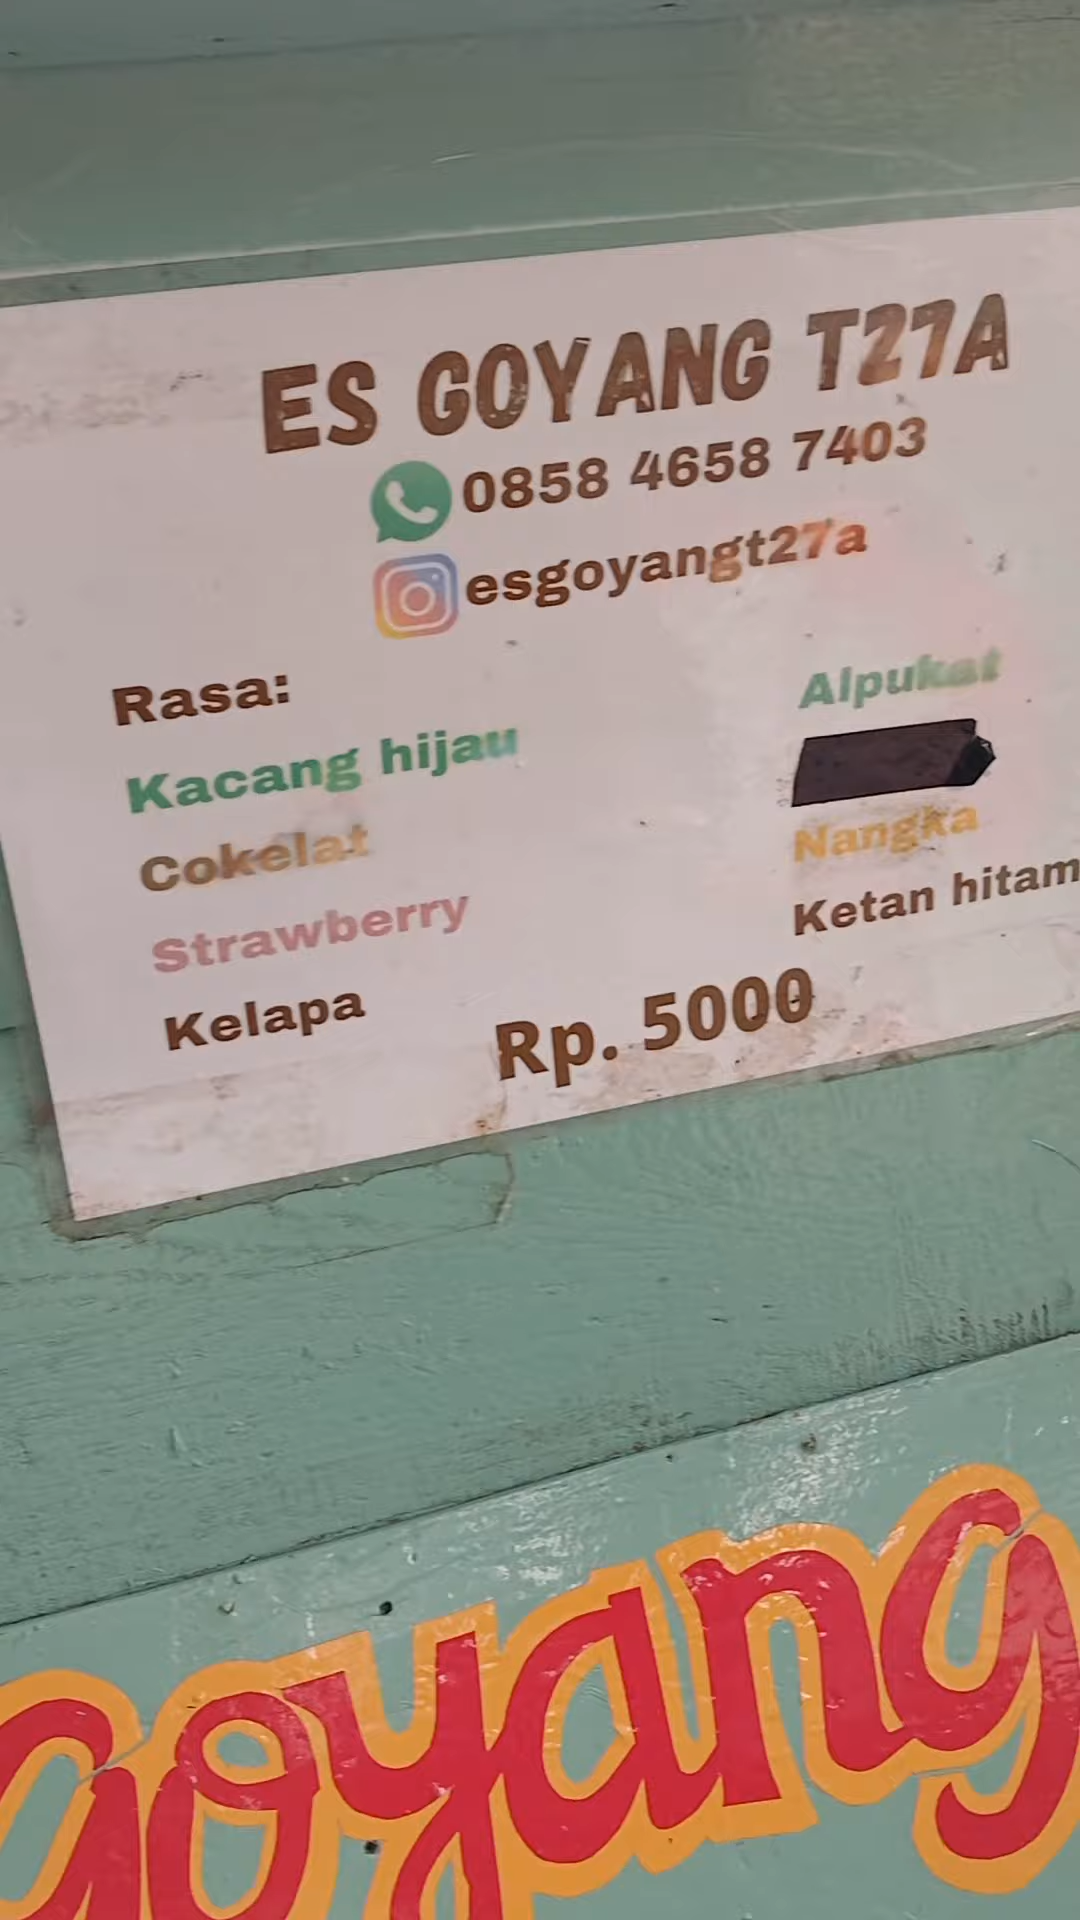 ES GOYANG T27A
0858 4658 7403
esgoyangt27a
Rasa:
Kacang hijau
Cokelat
Strawberry
Kelapa
Alpukat
Nangka
Ketan hitam
Rp. 5000
goyang